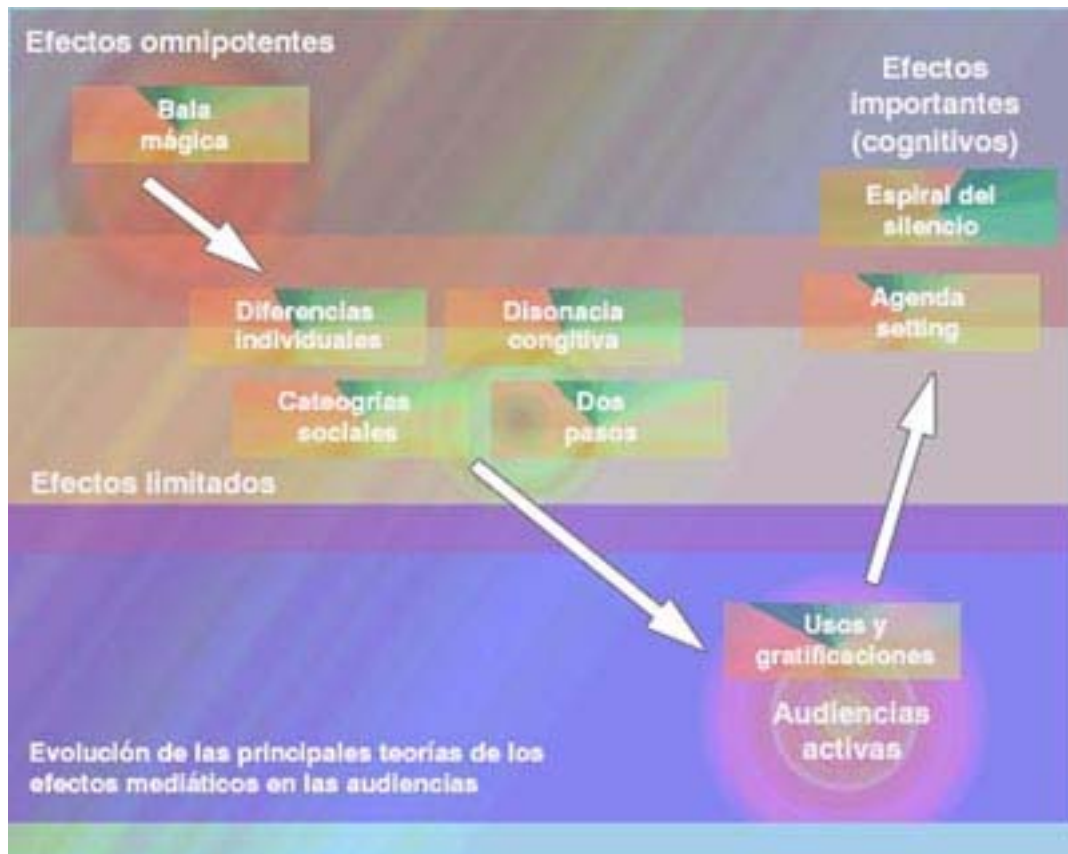 Efectos omnipotentes
Bala
mágica
Efectos
importantes
(cognitivos)
Espiral del
silencio
Agenda
setting
Diferencias
individuales
Disonacia
congitiva
Cateogrías
sociales
Dos
pasos
Efectos limitados
Usos y
gratificaciones
Audiencias
activas
Evolución de las principales teorías de los
efectos mediáticos en las audiencias